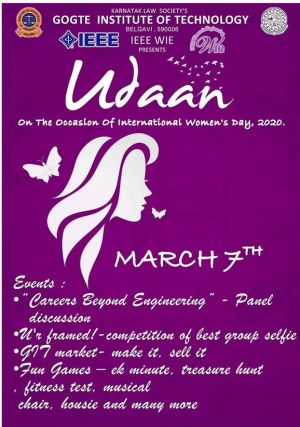 KARNATAK LAW SOCIETY'S
GOGTE INSTITUTE OF TECHNOLOGY
BELGAVI, 590006
IEEE IEEE WIE
PRESENTS
Udaan
On The Occasion Of International Women's Day, 2020.
MARCH 7TH
Events :
• "Careers Beyond Engineering" - Panel
discussion
• U'r framed!-competition of best group selfie
• GIT market- make it, sell it
• Fun Games – ek minute, treasure hunt
, fitness test, musical
chair, housie and many more